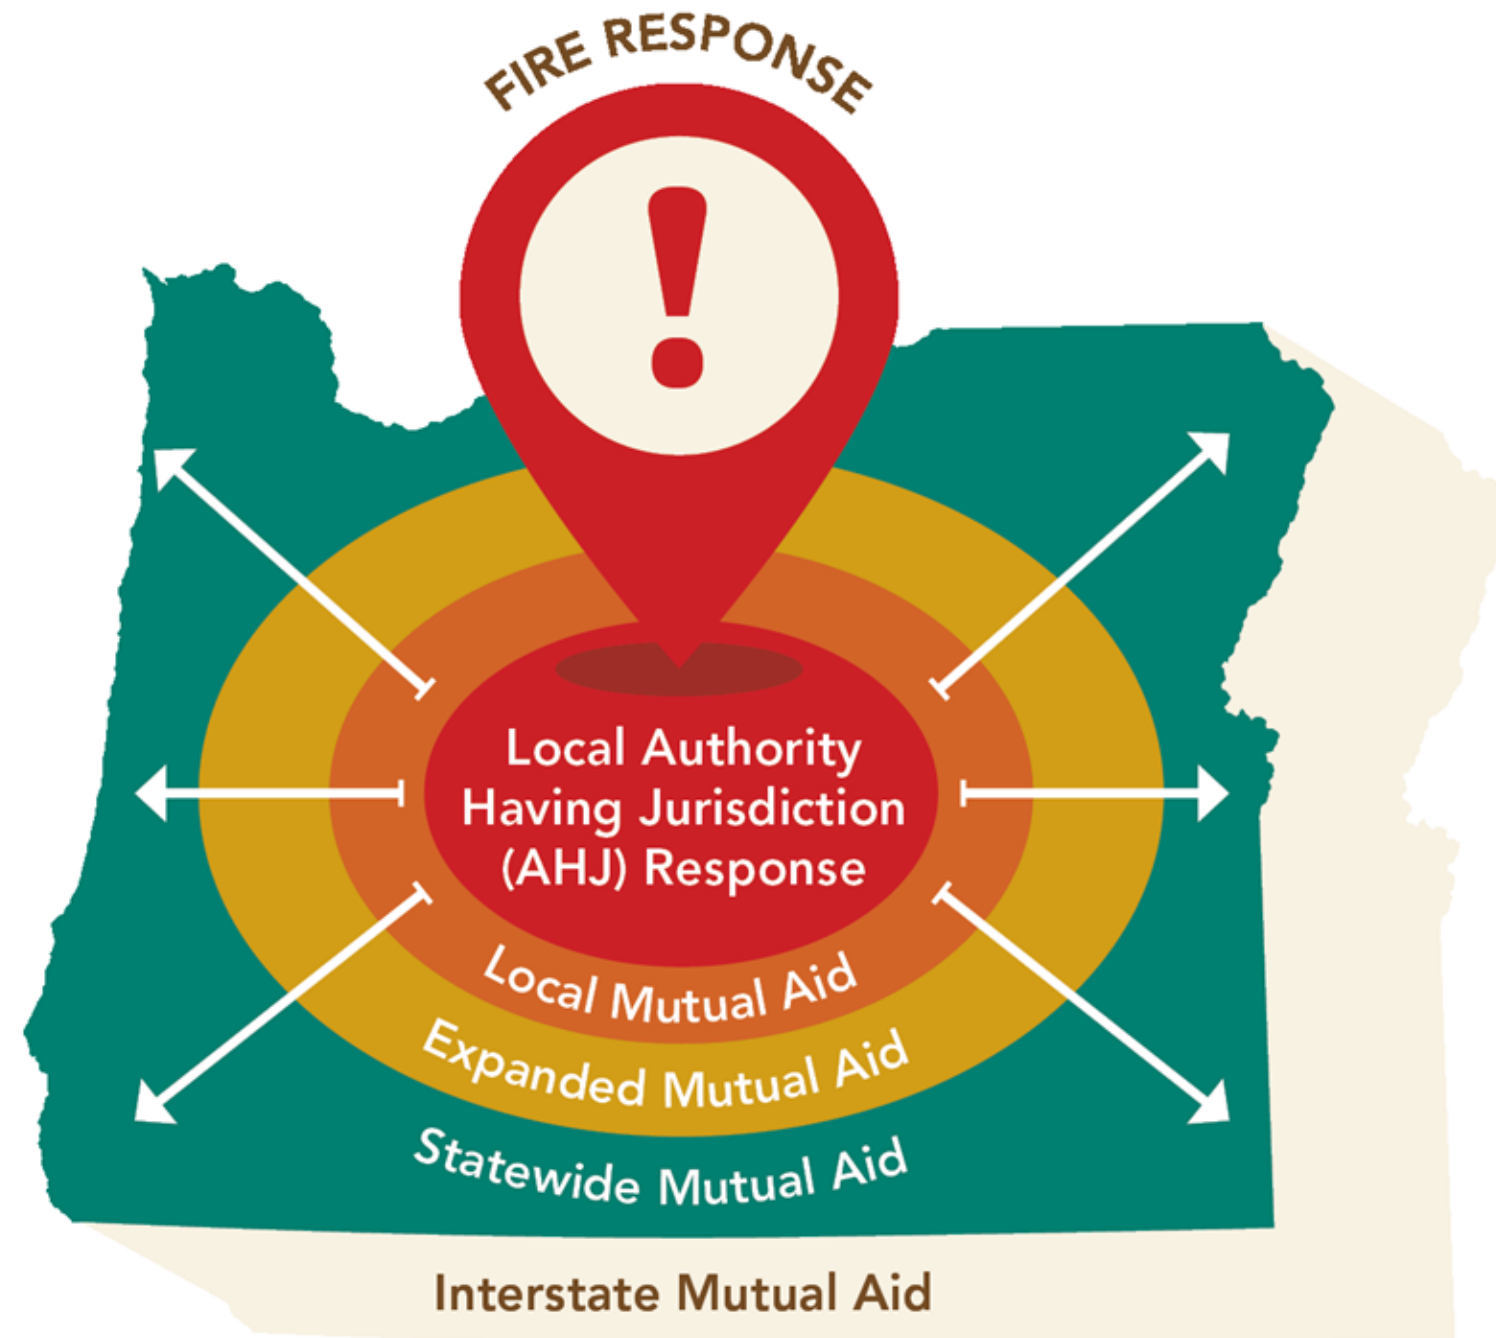 FIRE RESPONSE
!
Local Authority
Having Jurisdiction
(AHJ) Response
Local Mutual Aid
Expanded Mutual Aid
Statewide Mutual Aid
Interstate Mutual Aid